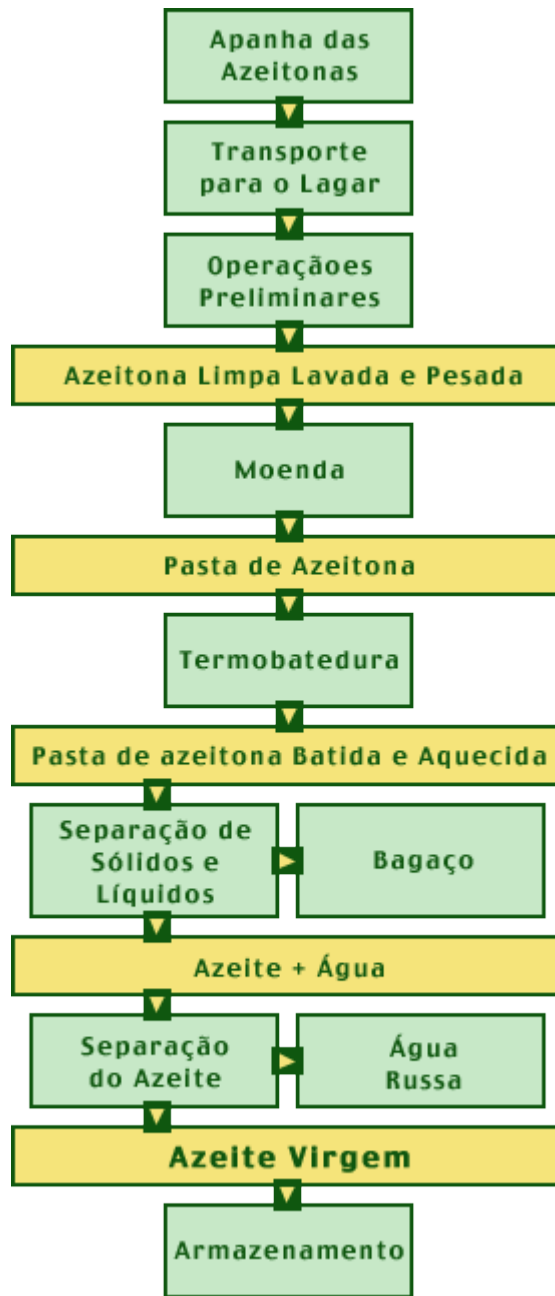 Apanha das
Azeitonas
Transporte
para o Lagar
Operaçãoes
Preliminares
Azeitona Limpa Lavada e Pesada
Moenda
Pasta de Azeitona
Termobatedura
Pasta de azeitona Batida e Aquecida
Separação de
Sólidos e
Líquidos
Bagaço
Azeite + Água
Separação
do Azeite
Água
Russa
Azeite Virgem
Armazenamento